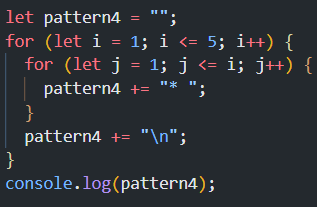 let pattern4 = "";
for (let i = 1; i <= 5; i++) {
  for (let j = 1; j <= i; j++) {
    pattern4 += "* ";
  }
  pattern4 += "\n";
}
console.log(pattern4);